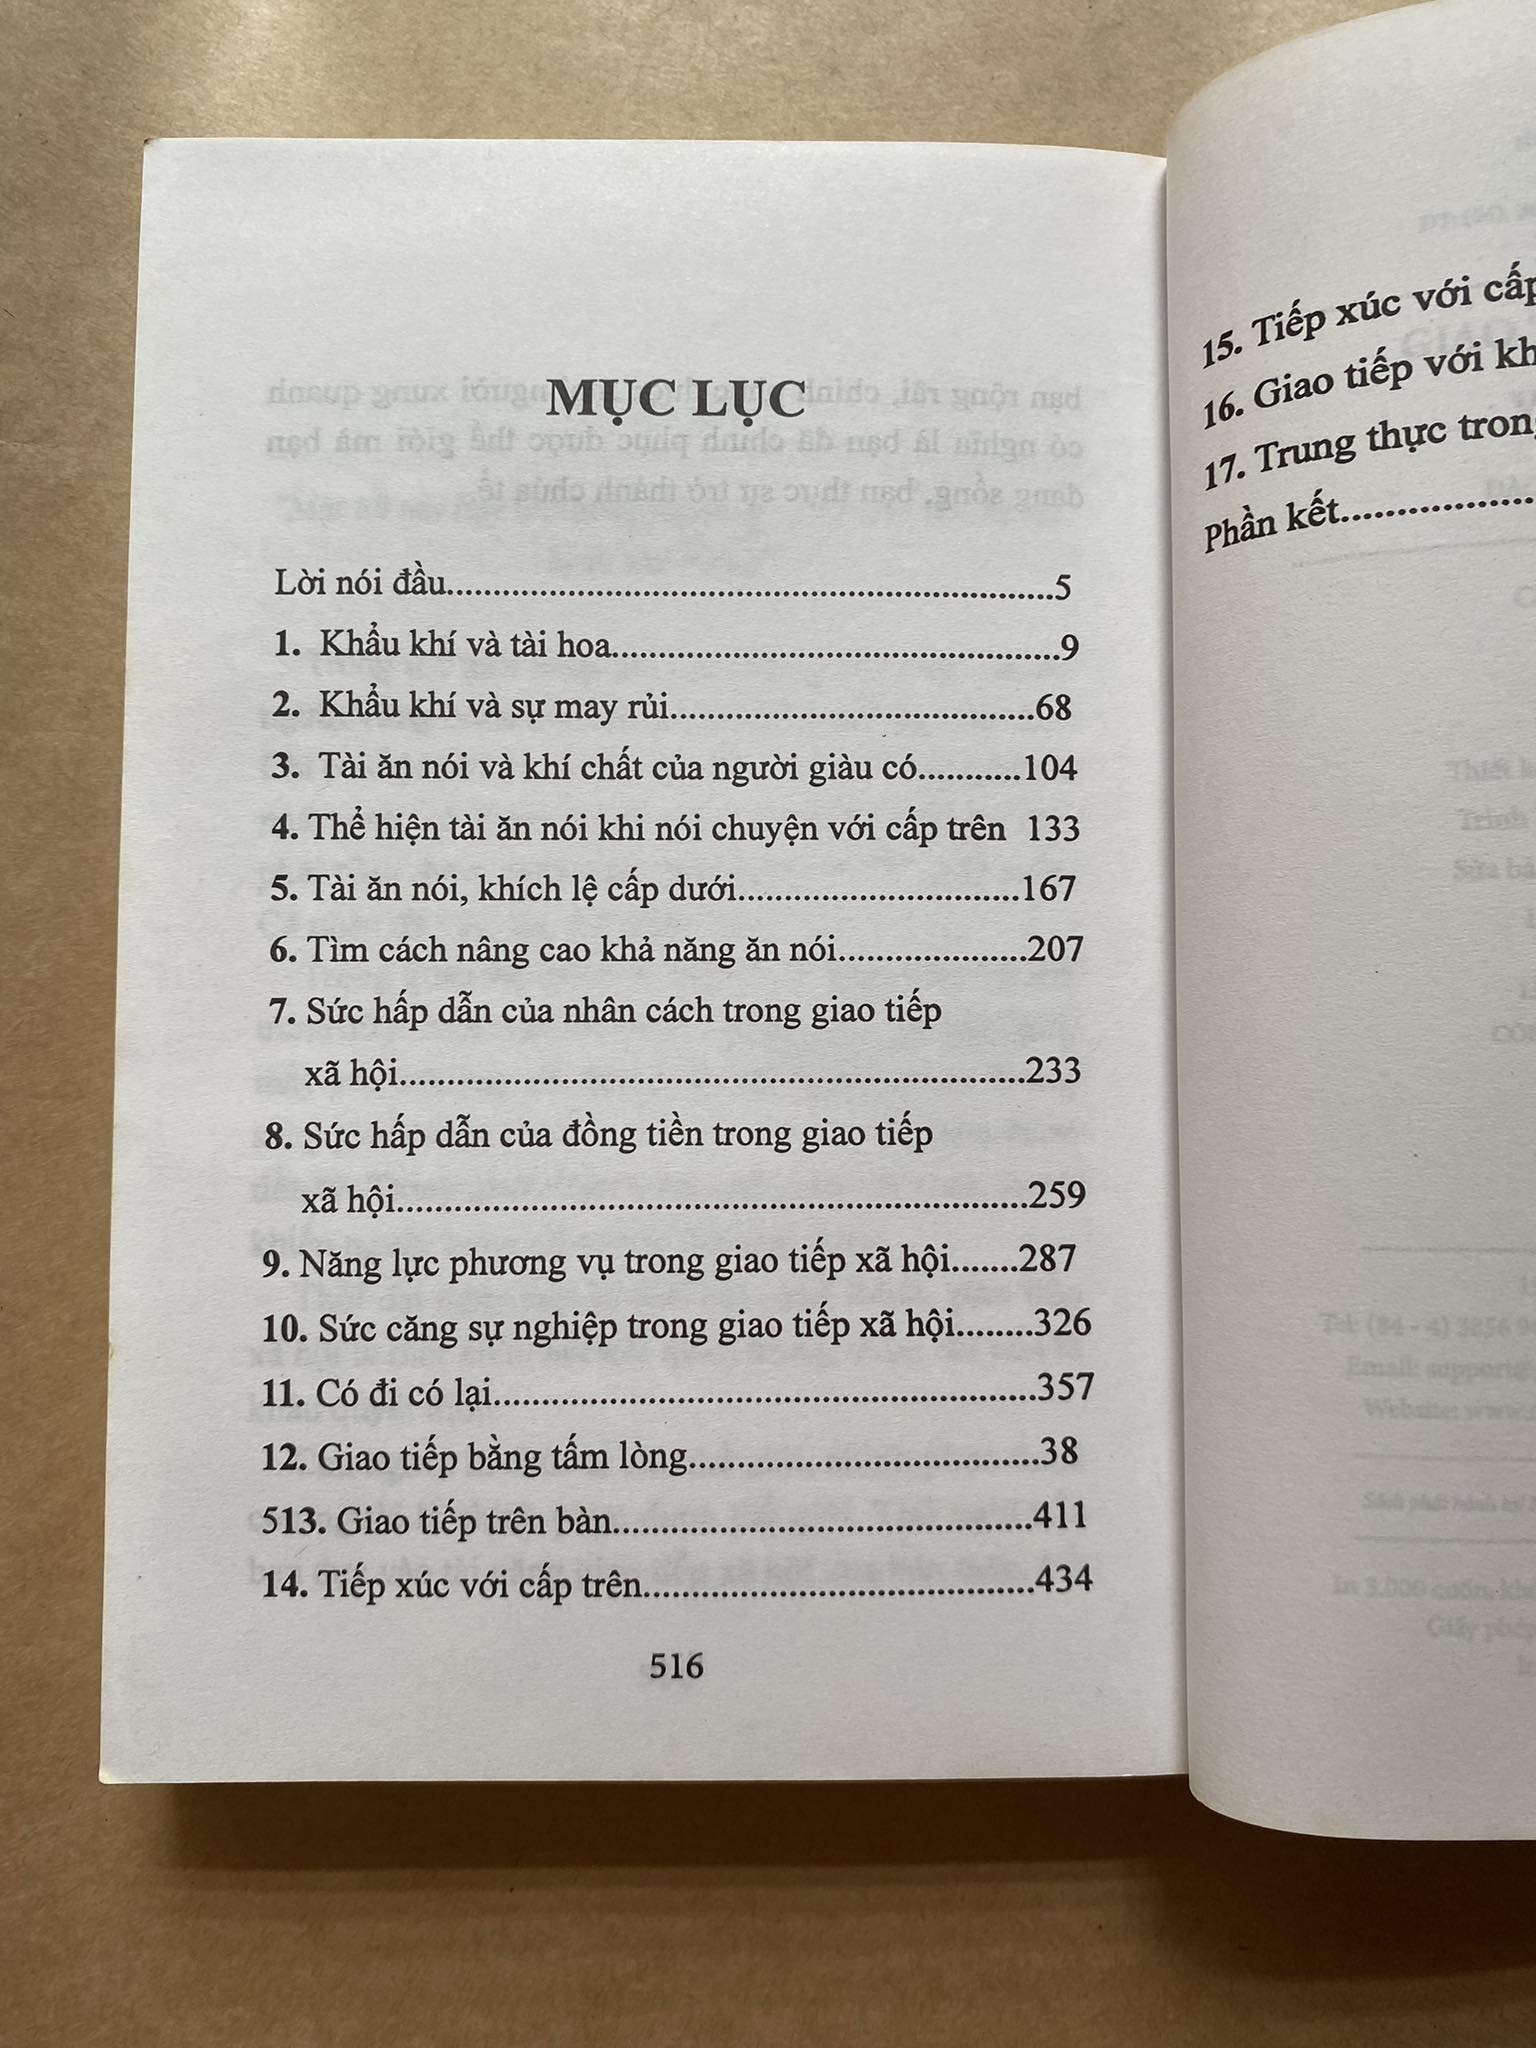 MỤC LỤC
Lời nói đầu.................................................................5
1. Khẩu khí và tài hoa................................................9
2. Khẩu khí và sự may rủi.......................................68
3. Tài ăn nói và khí chất của người giàu có...........104
4. Thể hiện tài ăn nói khi nói chuyện với cấp trên 133
5. Tài ăn nói, khích lệ cấp dưới..............................167
6. Tìm cách nâng cao khả năng ăn nói....................207
7. Sức hấp dẫn của nhân cách trong giao tiếp
xã hội...................................................................233
8. Sức hấp dẫn của đồng tiền trong giao tiếp
xã hội...................................................................259
9. Năng lực phương vụ trong giao tiếp xã hội.......287
10. Sức căng sự nghiệp trong giao tiếp xã hội........326
11. Có đi có lại.........................................................357
12. Giao tiếp bằng tấm lòng.....................................38
513. Giao tiếp trên bàn............................................411
14. Tiếp xúc với cấp trên.........................................434
516
15. Tiếp xúc với cấp
16. Giao tiếp với
17. Trung thực trong
Phần kết..................